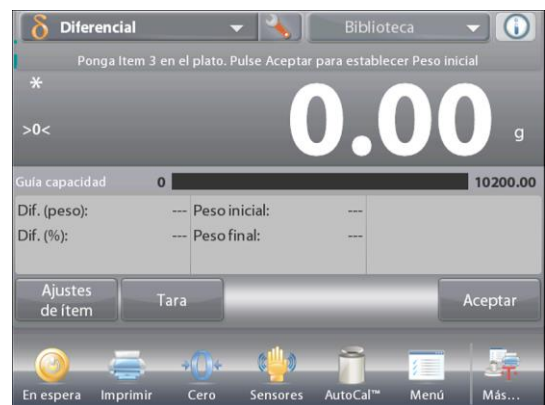 δ Diferencial Biblioteca
Ponga Item 3 en el plato. Pulse Aceptar para establecer Peso inicial
*
>0< 0.00 g
Guía capacidad 0 10200.00
Dif. (peso): --- Peso inicial: ---
Dif. (%): --- Peso final: ---
Ajustes de ítem Tara Aceptar
En espera Imprimir Cero Sensores AutoCal™ Menú Más...